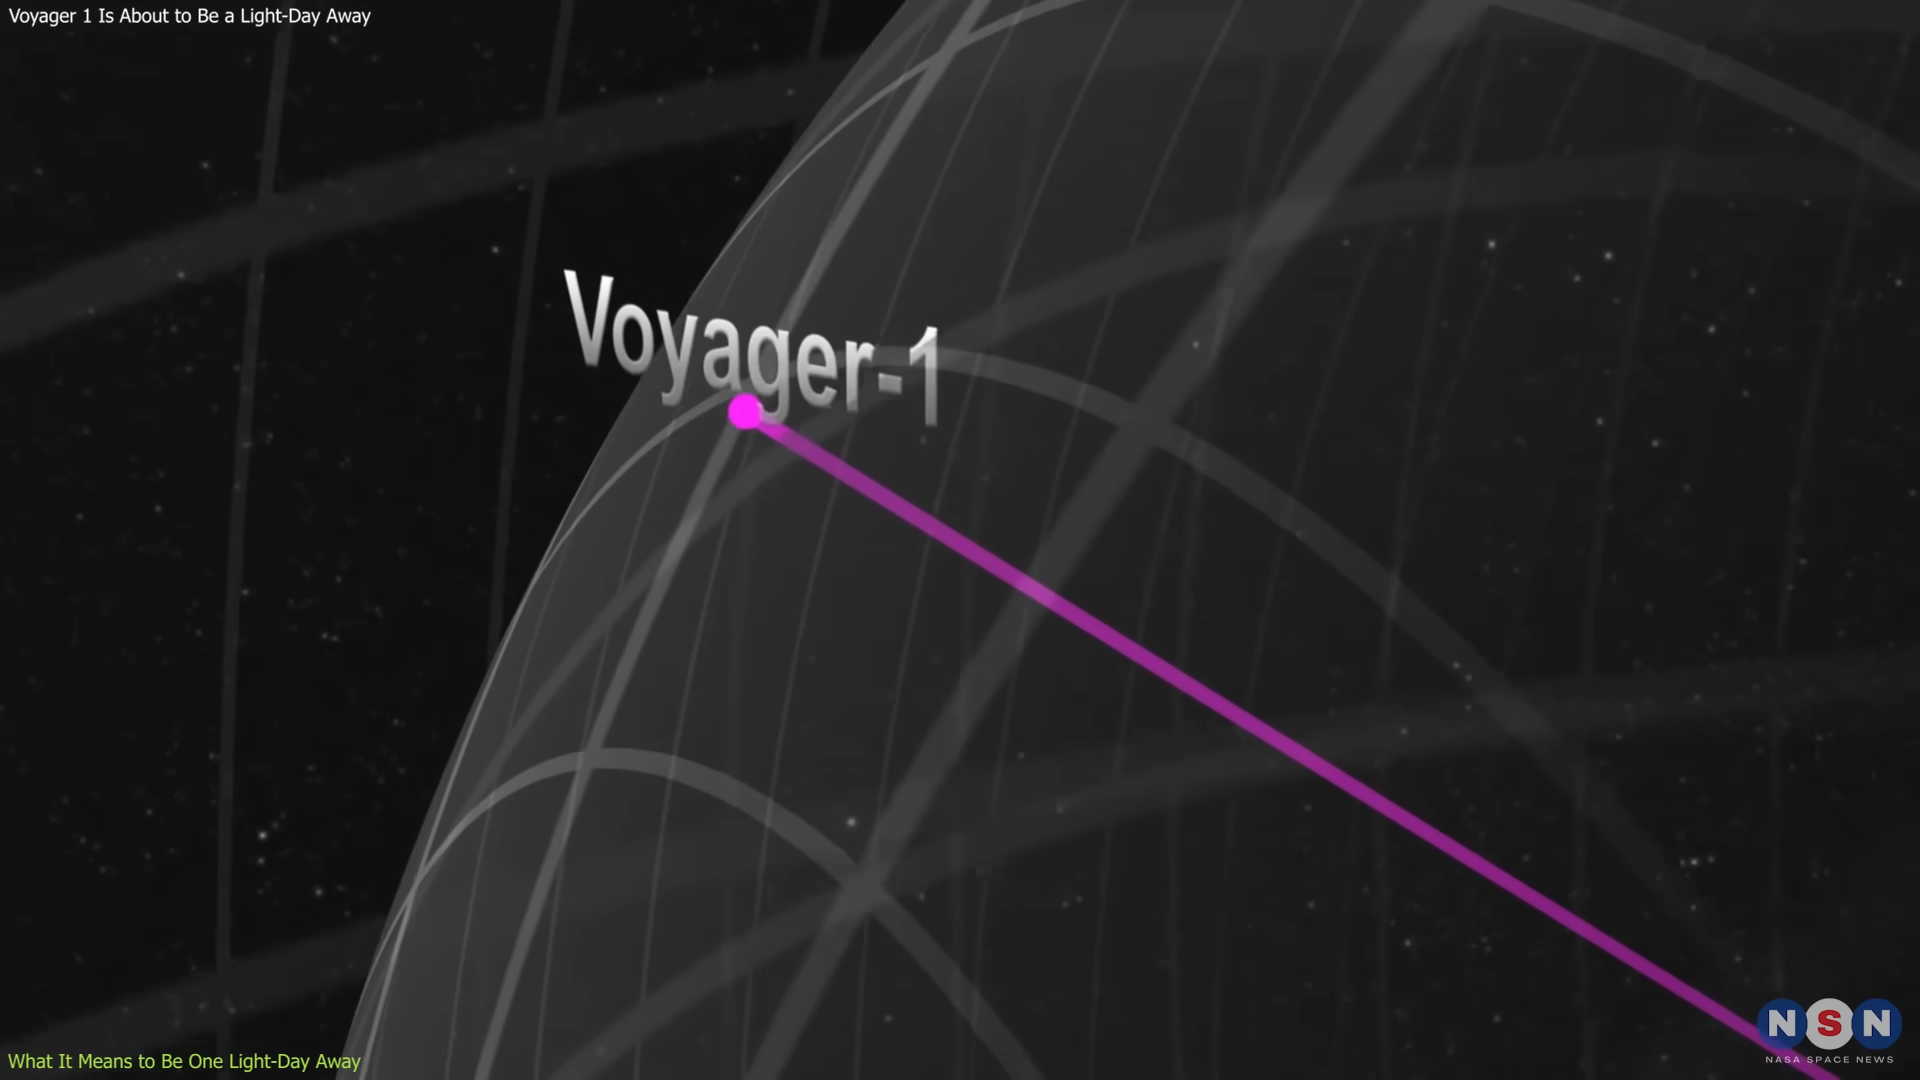 Voyager 1 Is About to Be a Light-Day Away
Voyager-1
What It Means to Be One Light-Day Away
NSN
NASA SPACE NEWS